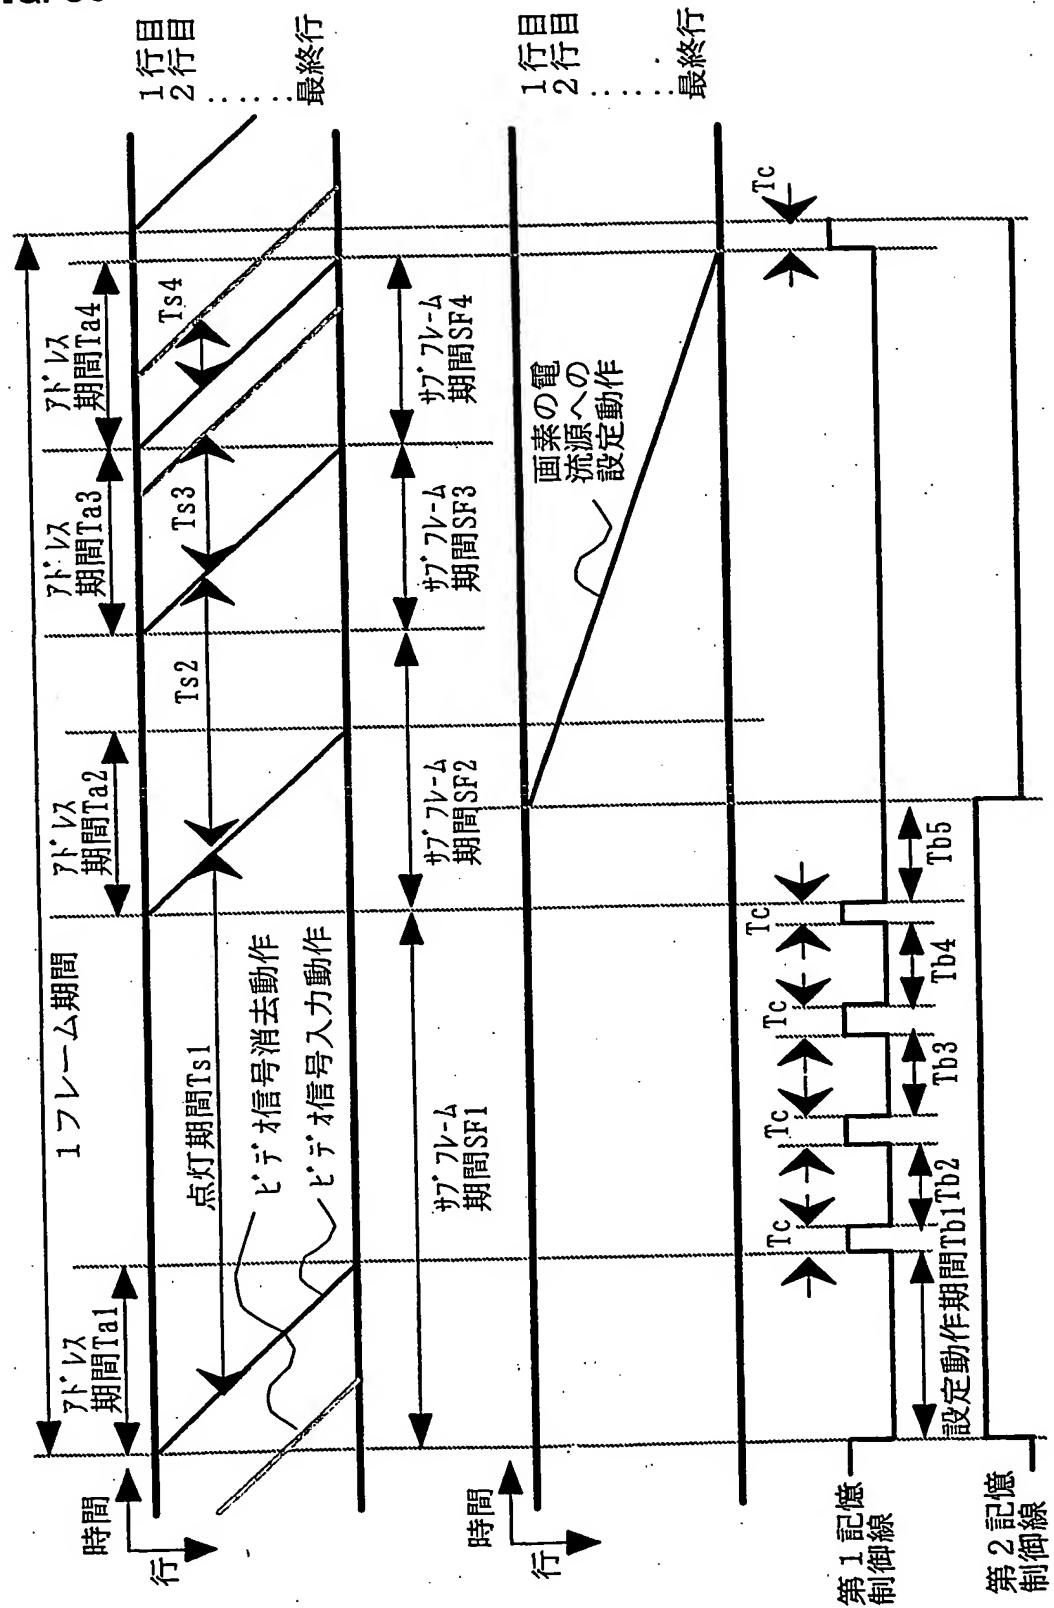 1フレーム期間
アドレス
期間Ta1
アドレス
期間Ta2
アドレス
期間Ta3
アドレス
期間Ta4
時間
行
点灯期間Ts1
Ts2
Ts3
Ts4
ビデオ信号消去動作
ビデオ信号入力動作
1行目
2行目
......
最終行
サブフレーム
期間SF1
サブフレーム
期間SF2
サブフレーム
期間SF3
サブフレーム
期間SF4
時間
行
画素の電
流源への
設定動作
1行目
2行目
......
最終行
Tc
Tc
Tc
Tc
Tc
第1記憶
制御線
設定動作期間Tb1
Tb2
Tb3
Tb4
Tb5
第2記憶
制御線